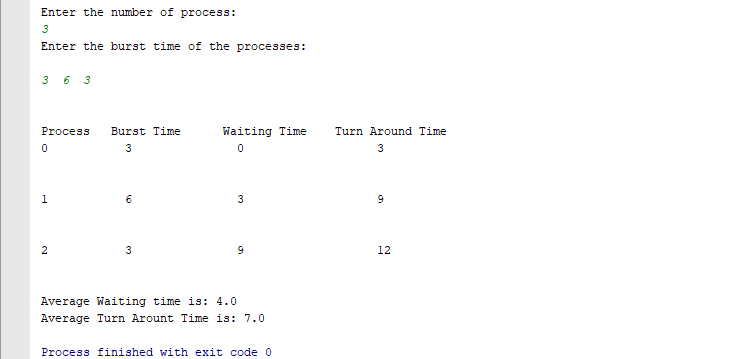 Enter the number of process:
3
Enter the burst time of the processes:
3 6 3
Process Burst Time Waiting Time Turn Around Time
0 3 0 3
1 6 3 9
2 3 9 12
Average Waiting time is: 4.0
Average Turn Arount Time is: 7.0
Process finished with exit code 0